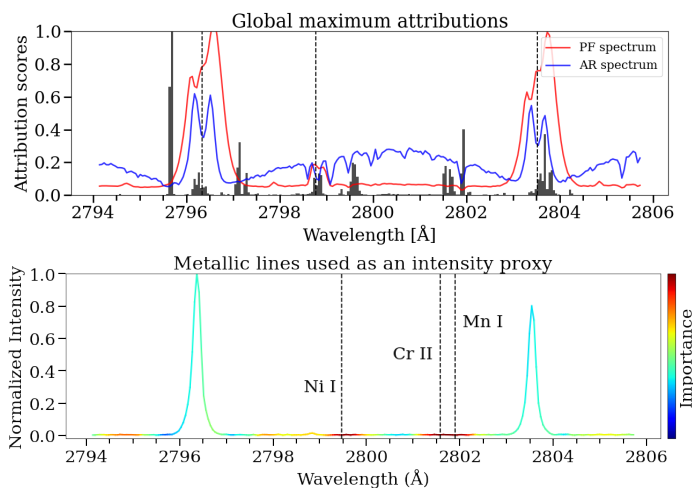 Global maximum attributions
1.0
0.8
0.6
0.4
0.2
0.0
Attribution scores
PF spectrum
AR spectrum
2794 2796 2798 2800 2802 2804 2806
Wavelength [Å]
Metallic lines used as an intensity proxy
1.0
0.8
0.6
0.4
0.2
0.0
Normalized Intensity
Mn I
Cr II
Ni I
Importance
2794 2796 2798 2800 2802 2804 2806
Wavelength (Å)